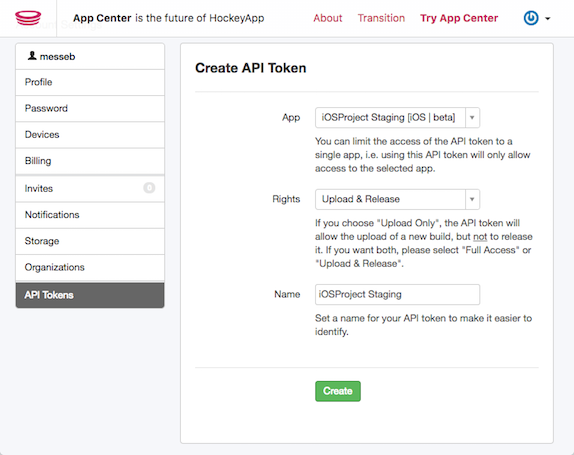 App Center is the future of HockeyApp
About Transition Try App Center
messeb
Profile
Password
Devices
Billing
Invites 0
Notifications
Storage
Organizations
API Tokens
Create API Token
App iOSProject Staging [iOS | beta]
You can limit the access of the API token to a
single app, i.e. using this API token will only allow
access to the selected app.
Rights Upload & Release
If you choose "Upload Only", the API token will
allow the upload of a new build, but not to release
it. If you want both, please select "Full Access" or
"Upload & Release".
Name iOSProject Staging
Set a name for your API token to make it easier to
identify.
Create